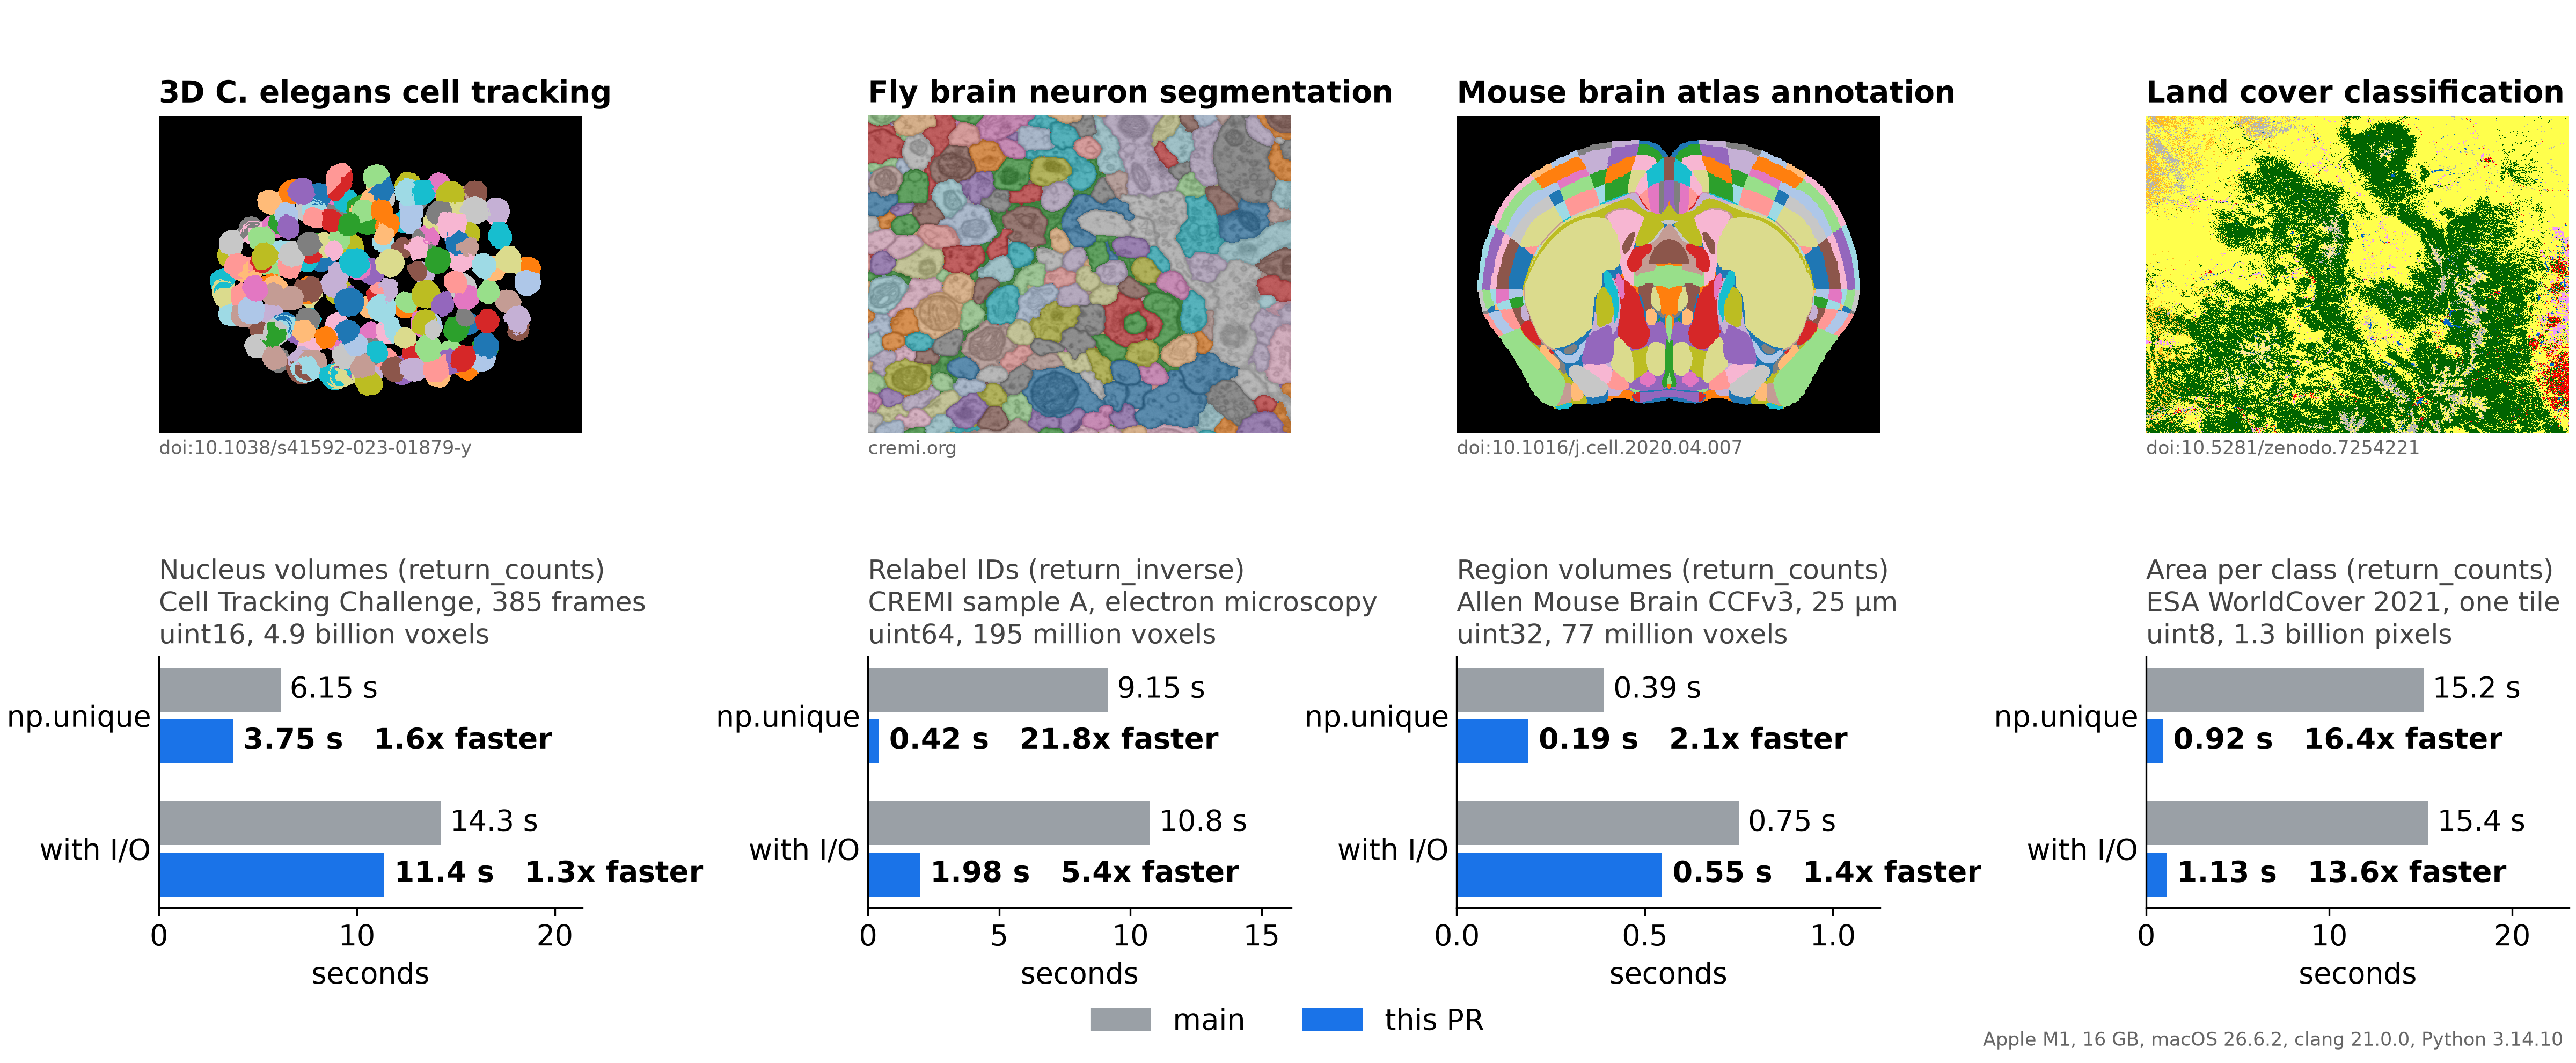 3D C. elegans cell tracking
doi:10.1038/s41592-023-01879-y
Nucleus volumes (return_counts)
Cell Tracking Challenge, 385 frames
uint16, 4.9 billion voxels
np.unique
6.15 s
3.75 s 1.6x faster
with I/O
14.3 s
11.4 s 1.3x faster
0 10 20
seconds
Fly brain neuron segmentation
cremi.org
Relabel IDs (return_inverse)
CREMI sample A, electron microscopy
uint64, 195 million voxels
np.unique
9.15 s
0.42 s 21.8x faster
with I/O
10.8 s
1.98 s 5.4x faster
0 5 10 15
seconds
Mouse brain atlas annotation
doi:10.1016/j.cell.2020.04.007
Region volumes (return_counts)
Allen Mouse Brain CCFv3, 25 µm
uint32, 77 million voxels
np.unique
0.39 s
0.19 s 2.1x faster
with I/O
0.75 s
0.55 s 1.4x faster
0.0 0.5 1.0
seconds
Land cover classification
doi:10.5281/zenodo.7254221
Area per class (return_counts)
ESA WorldCover 2021, one tile
uint8, 1.3 billion pixels
np.unique
15.2 s
0.92 s 16.4x faster
with I/O
15.4 s
1.13 s 13.6x faster
0 10 20
seconds
main this PR
Apple M1, 16 GB, macOS 26.6.2, clang 21.0.0, Python 3.14.10